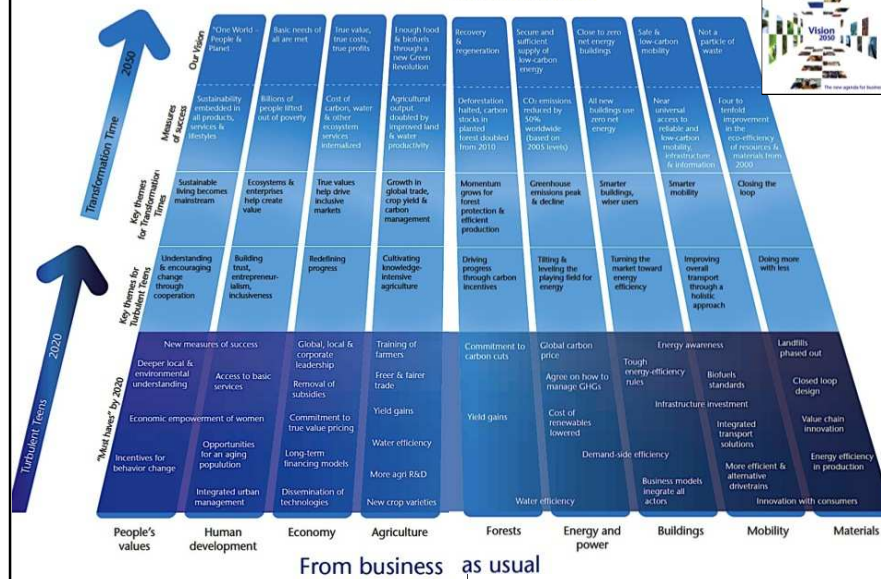 Vision
2050
The new agenda for business
2050
Transformation Time
2020
Turbulent Teens
Our Vision
"One World –
People &
Planet
Basic needs of
all are met
True value,
true costs,
true profits
Enough food
& biofuels
through a
new Green
Revolution
Recovery
&
regeneration
Secure and
sufficient
supply of
low-carbon
energy
Close to zero
net energy
buildings
Safe &
low-carbon
mobility
Not a
particle of
waste
Measures
of success
Sustainability
embedded in
all products,
services &
lifestyles
Billions of
people lifted
out of poverty
Cost of
carbon, water
& other
ecosystem
services
internalized
Agricultural
output
doubled by
improved land
& water
productivity
Deforestation
halted, carbon
stocks in
planted
forest doubled
from 2010
CO₂ emissions
reduced by
50%
worldwide
(based on
2005 levels)
All new
buildings use
zero net
energy
Near
universal
access to
reliable and
low-carbon
mobility,
infrastructure
& information
Four to
tenfold
improvement
in the
eco-efficiency
of resources &
materials from
2000
Key themes
for Transformation
Times
Sustainable
living becomes
mainstream
Ecosystems &
enterprises
help create
value
True values
help drive
inclusive
markets
Growth in
global trade,
crop yield &
carbon
management
Momentum
grows for
forest
protection &
efficient
production
Greenhouse
emissions peak
& decline
Smarter
buildings,
wiser users
Smarter
mobility
Closing the
loop
Key themes for
Turbulent Teens
Understanding
& encouraging
change
through
cooperation
Building
trust,
entrepreneur-
ialism,
inclusiveness
Redefining
progress
Cultivating
knowledge-
intensive
agriculture
Driving
progress
through carbon
incentives
Tilting &
leveling the
playing field for
energy
Turning the
market toward
energy
efficiency
Improving
overall
transport
through a
holistic
approach
Doing more
with less
"Must haves" by 2020
New measures of success
Deeper local &
environmental
understanding
Access to basic
services
Economic empowerment of women
Incentives for
behavior change
Opportunities
for an aging
population
Integrated urban
management
Global, local &
corporate
leadership
Removal of
subsidies
Commitment to
true value pricing
Long-term
financing models
Dissemination of
technologies
Training of
farmers
Freer & fairer
trade
Yield gains
Water efficiency
More agri R&D
New crop varieties
Commitment to
carbon cuts
Yield gains
Water efficiency
Global carbon
price
Agree on how to
manage GHGs
Cost of
renewables
lowered
Demand-side efficiency
Energy awareness
Tough
energy-efficiency
rules
Infrastructure investment
Business models
inegrate all
actors
Biofuels
standards
Integrated
transport
solutions
More efficient &
alternative
drivetrains
Landfills
phased out
Closed loop
design
Value chain
innovation
Energy efficiency
in production
Innovation with consumers
People's
values
Human
development
Economy
Agriculture
Forests
Energy and
power
Buildings
Mobility
Materials
From business as usual